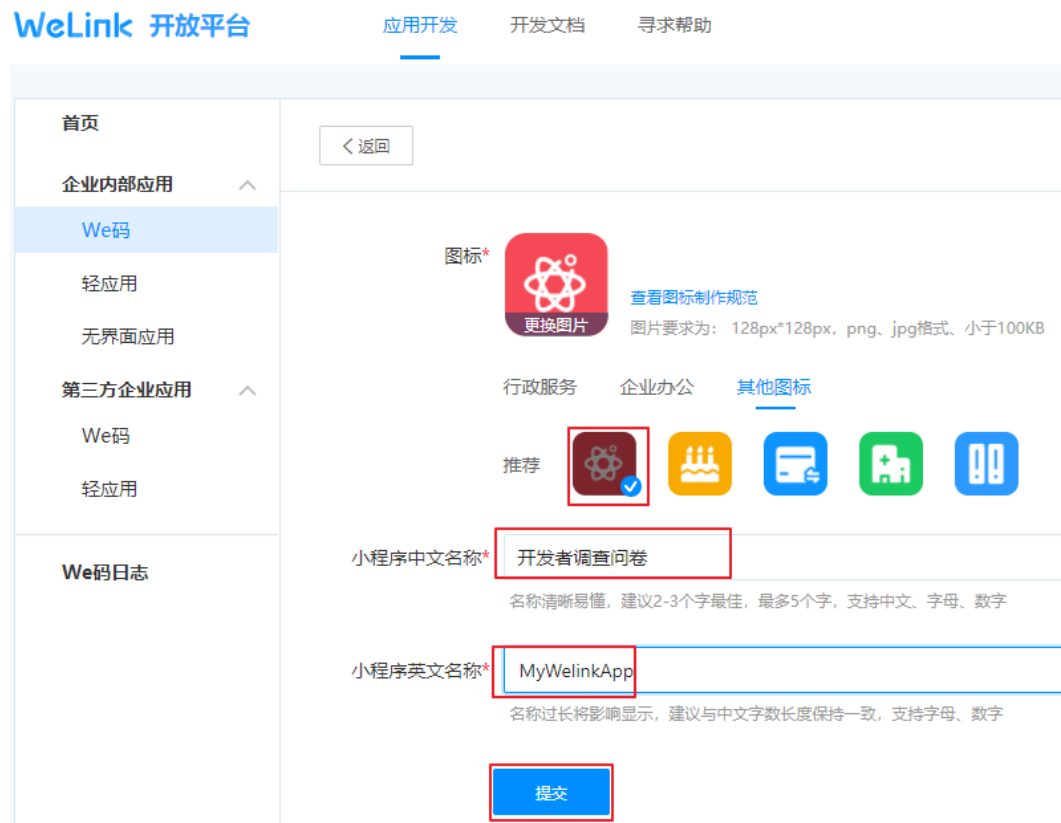 WeLink 开放平台
应用开发 开发文档 寻求帮助
首页
企业内部应用
We码
轻应用
无界面应用
第三方企业应用
We码
轻应用
We码日志
返回
图标*
更换图片
查看图标制作规范
图片要求为： 128px*128px，png、jpg格式、小于100KB
行政服务 企业办公 其他图标
推荐
小程序中文名称* 开发者调查问卷
名称清晰易懂，建议2-3个字最佳，最多5个字，支持中文、字母、数字
小程序英文名称* MyWelinkApp
名称过长将影响显示，建议与中文字数长度保持一致，支持字母、数字
提交